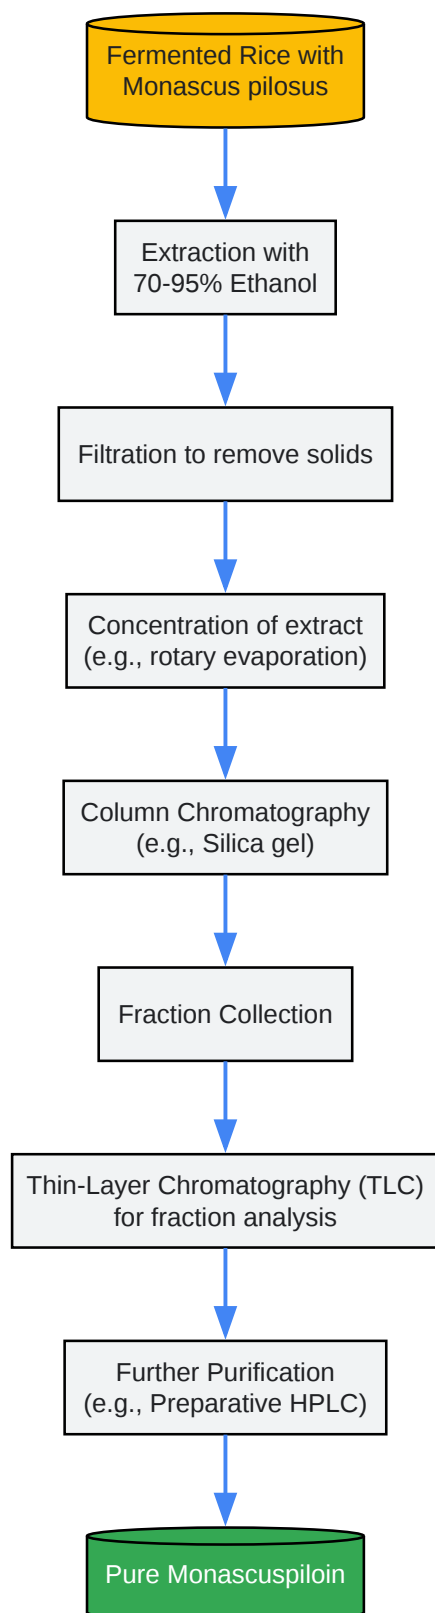 Fermented Rice with
Monascus pilosus
Extraction with
70-95% Ethanol
Filtration to remove solids
Concentration of extract
(e.g., rotary evaporation)
Column Chromatography
(e.g., Silica gel)
Fraction Collection
Thin-Layer Chromatography (TLC)
for fraction analysis
Further Purification
(e.g., Preparative HPLC)
Pure Monascuspiloin